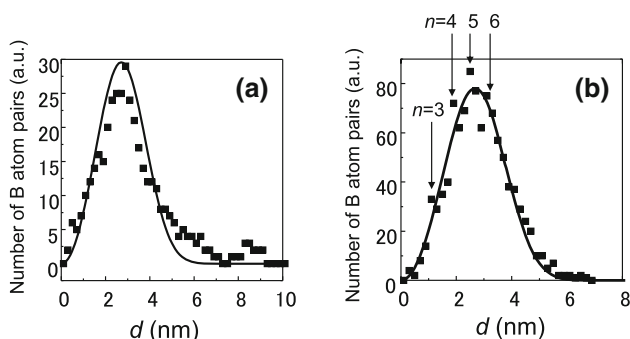 n=4 5 6
(a)
(b)
n=3
Number of B atom pairs (a.u.)
30
25
20
15
10
5
0
0 2 4 6 8 10
d (nm)
Number of B atom pairs (a.u.)
80
60
40
20
0
0 2 4 6 8
d (nm)